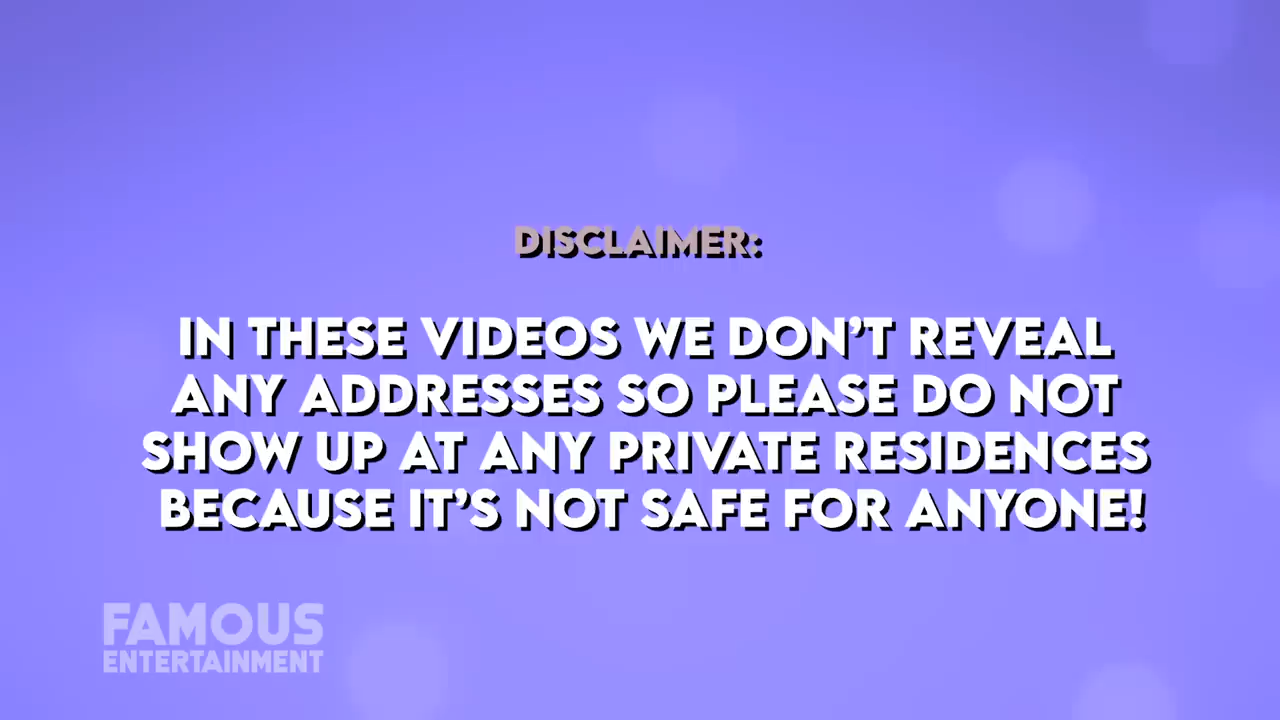 DISCLAIMER:
IN THESE VIDEOS WE DON'T REVEAL
ANY ADDRESSES SO PLEASE DO NOT
SHOW UP AT ANY PRIVATE RESIDENCES
BECAUSE IT'S NOT SAFE FOR ANYONE!
FAMOUS
ENTERTAINMENT